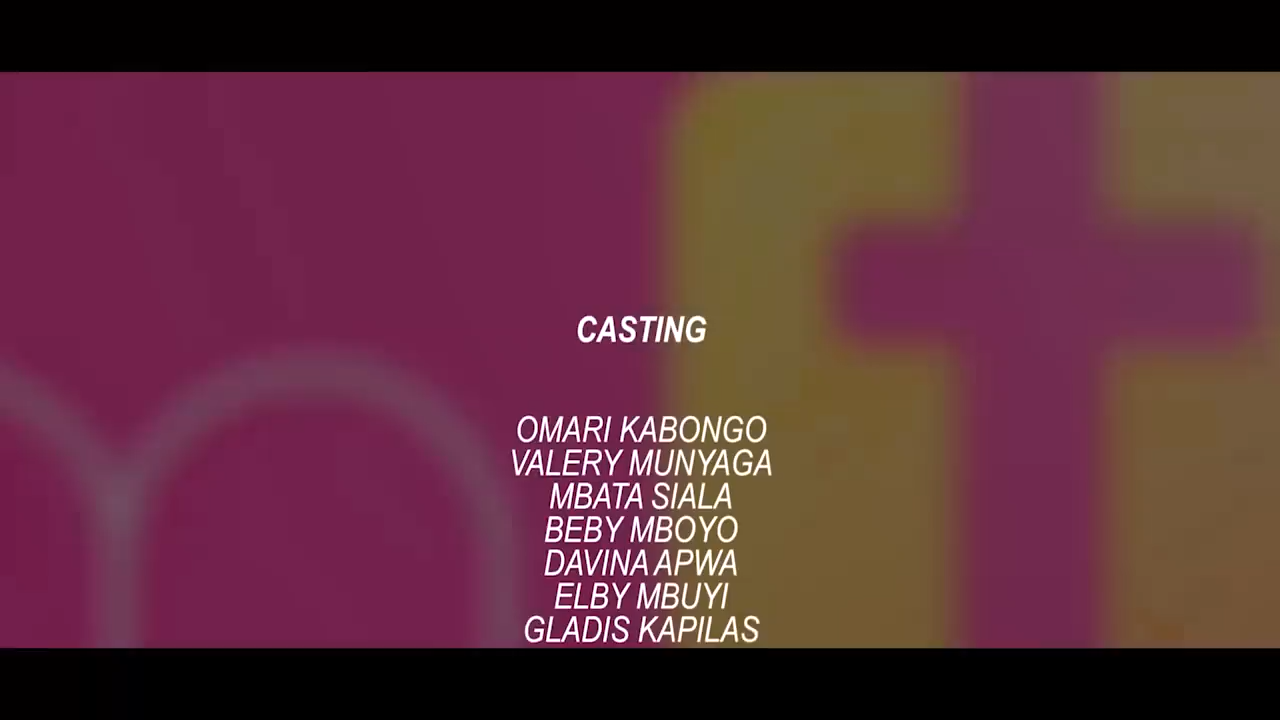 CASTING
OMARI KABONGO
VALERY MUNYAGA
MBATA SIALA
BEBY MBOYO
DAVINA APWA
ELBY MBUYI
GLADIS KAPILAS